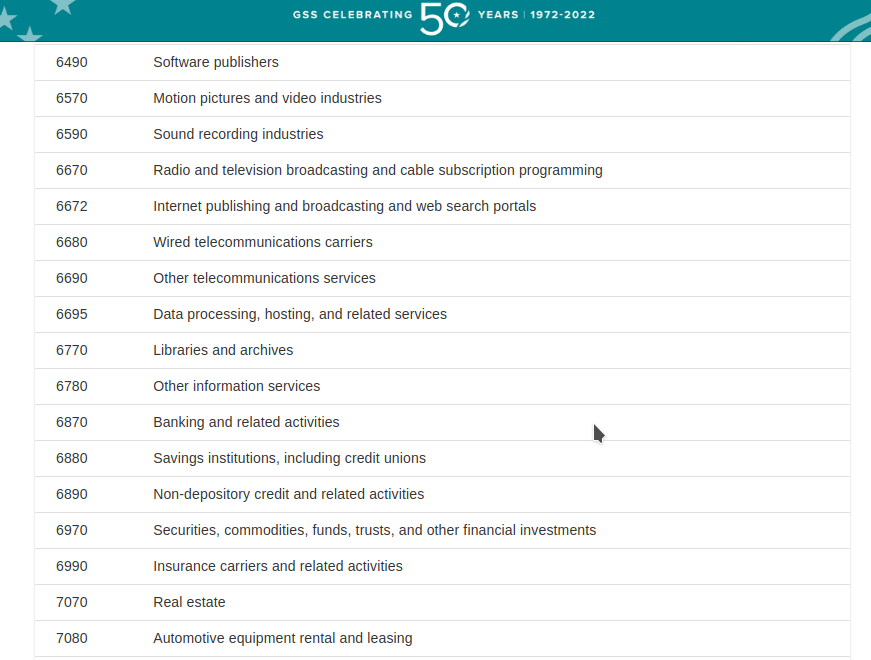 GSS CELEBRATING 50 YEARS | 1972-2022
6490 Software publishers
6570 Motion pictures and video industries
6590 Sound recording industries
6670 Radio and television broadcasting and cable subscription programming
6672 Internet publishing and broadcasting and web search portals
6680 Wired telecommunications carriers
6690 Other telecommunications services
6695 Data processing, hosting, and related services
6770 Libraries and archives
6780 Other information services
6870 Banking and related activities
6880 Savings institutions, including credit unions
6890 Non-depository credit and related activities
6970 Securities, commodities, funds, trusts, and other financial investments
6990 Insurance carriers and related activities
7070 Real estate
7080 Automotive equipment rental and leasing